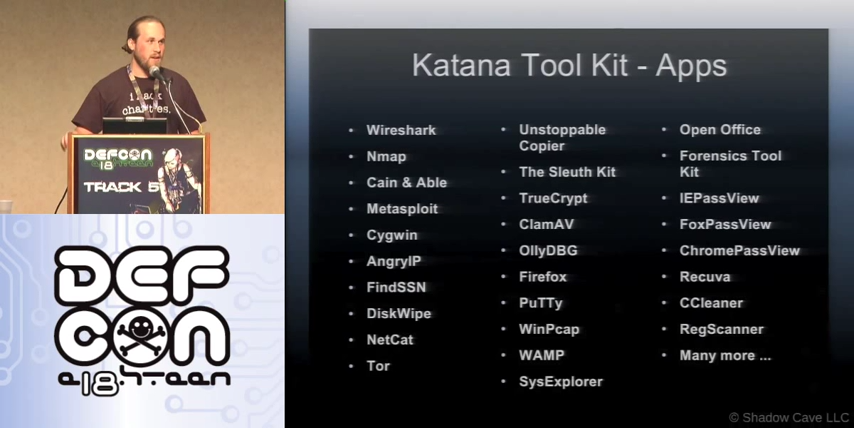 i hack
charities.
DEFCON
18
TRACK 5
DEF
CON
e18hteen
Katana Tool Kit - Apps
• Wireshark
• Nmap
• Cain & Able
• Metasploit
• Cygwin
• AngryIP
• FindSSN
• DiskWipe
• NetCat
• Tor
• Unstoppable
Copier
• The Sleuth Kit
• TrueCrypt
• ClamAV
• OllyDBG
• Firefox
• PuTTy
• WinPcap
• WAMP
• SysExplorer
• Open Office
• Forensics Tool
Kit
• IEPassView
• FoxPassView
• ChromePassView
• Recuva
• CCleaner
• RegScanner
• Many more ...
© Shadow Cave LLC